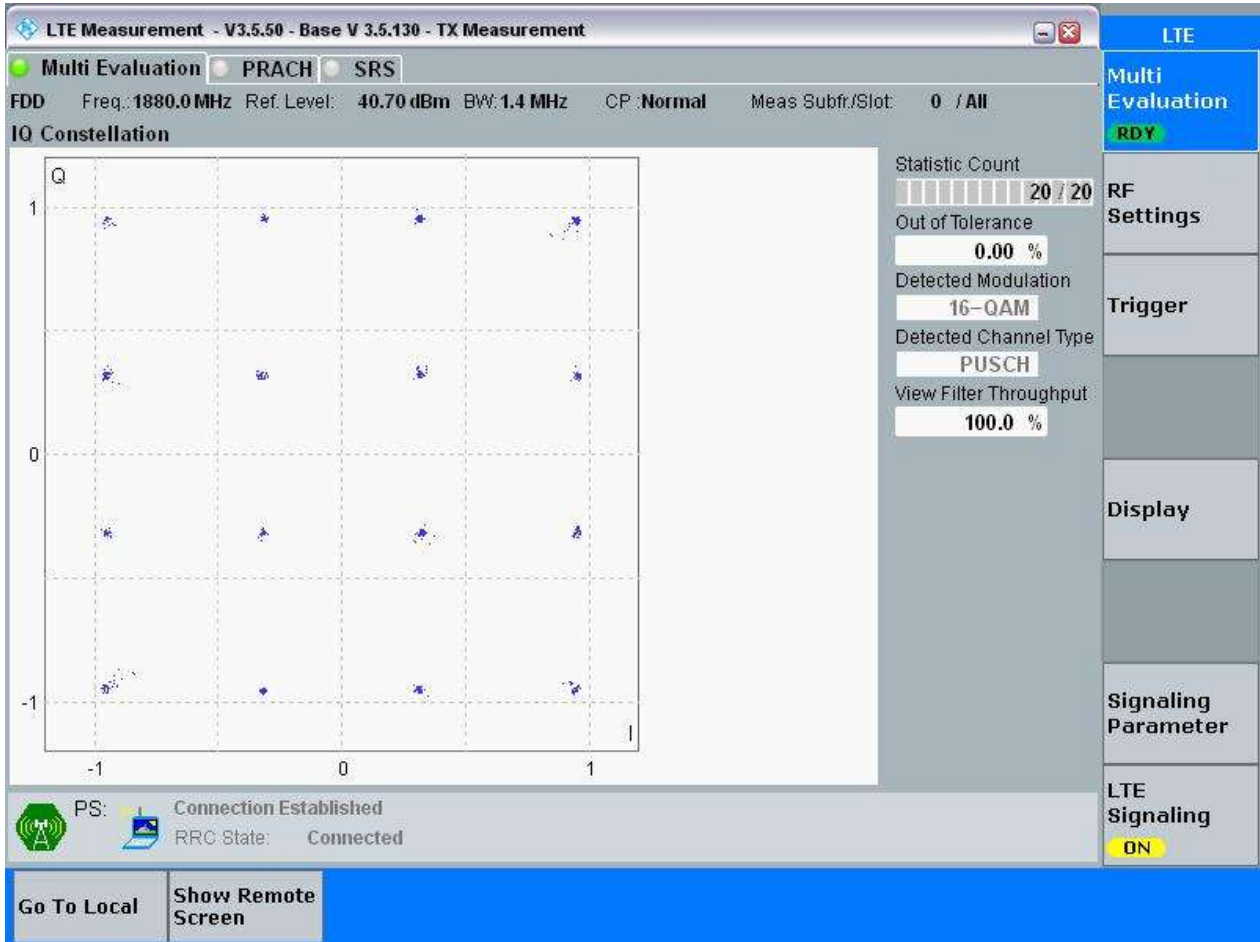 LTE Measurement - V3.5.50 - Base V 3.5.130 - TX Measurement
Multi Evaluation PRACH SRS
FDD Freq.: 1880.0 MHz Ref. Level: 40.70 dBm BW: 1.4 MHz CP : Normal Meas Subfr./Slot: 0 / All
IQ Constellation
Q
1
0
-1
-1 0 1
I
Statistic Count
20 / 20
Out of Tolerance
0.00 %
Detected Modulation
16-QAM
Detected Channel Type
PUSCH
View Filter Throughput
100.0 %
PS: Connection Established
RRC State: Connected
LTE
Multi
Evaluation
RDY
RF
Settings
Trigger
Display
Signaling
Parameter
LTE
Signaling
ON
Go To Local
Show Remote
Screen